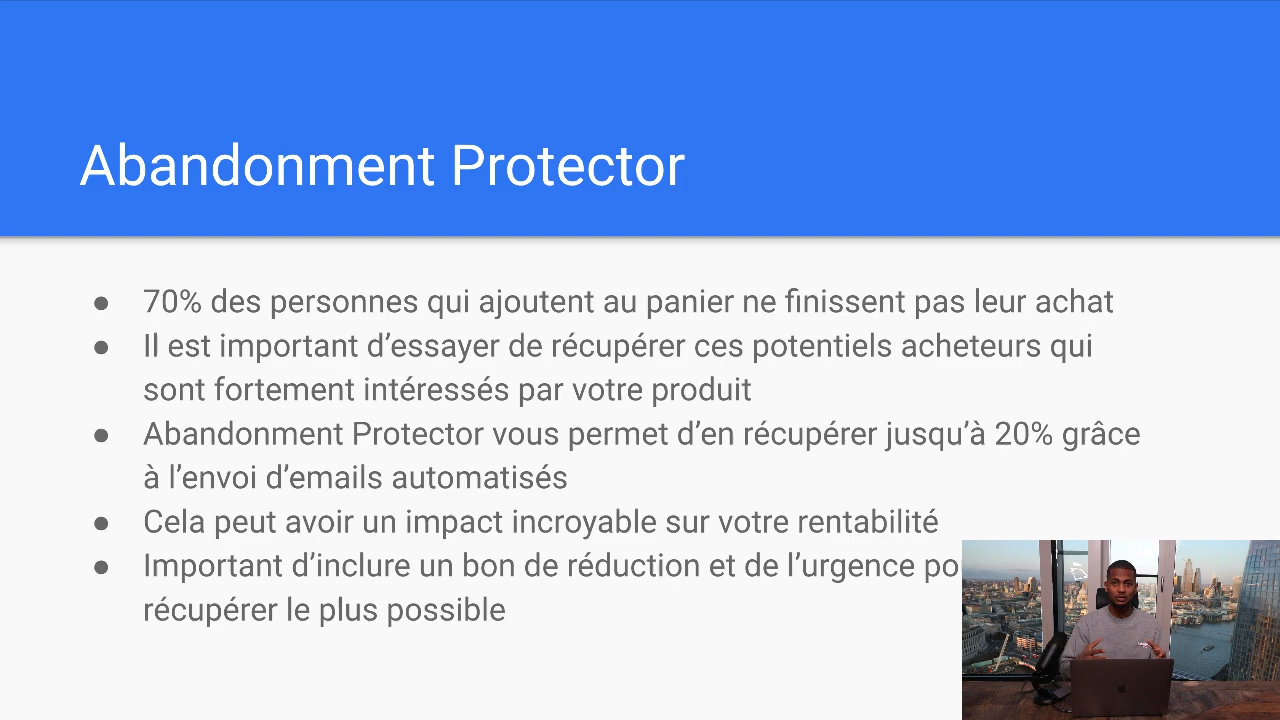 Abandonment Protector
● 70% des personnes qui ajoutent au panier ne finissent pas leur achat
● Il est important d’essayer de récupérer ces potentiels acheteurs qui
sont fortement intéressés par votre produit
● Abandonment Protector vous permet d’en récupérer jusqu’à 20% grâce
à l’envoi d’emails automatisés
● Cela peut avoir un impact incroyable sur votre rentabilité
● Important d’inclure un bon de réduction et de l’urgence
récupérer le plus possible